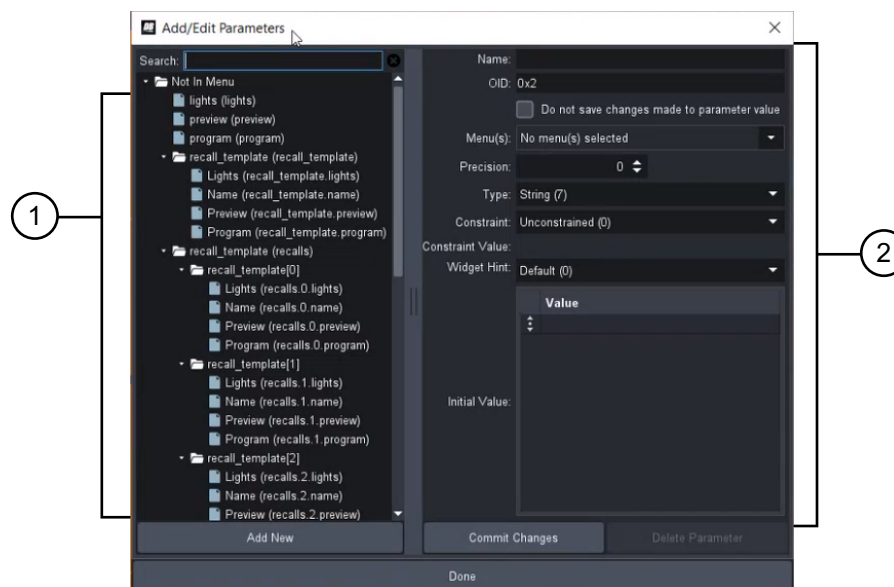 Add/Edit Parameters
Search:
Not In Menu
lights (lights)
preview (preview)
program (program)
recall_template (recall_template)
Lights (recall_template.lights)
Name (recall_template.name)
Preview (recall_template.preview)
Program (recall_template.program)
recall_template (recalls)
recall_template[0]
Lights (recalls.0.lights)
Name (recalls.0.name)
Preview (recalls.0.preview)
Program (recalls.0.program)
recall_template[1]
Lights (recalls.1.lights)
Name (recalls.1.name)
Preview (recalls.1.preview)
Program (recalls.1.program)
recall_template[2]
Lights (recalls.2.lights)
Name (recalls.2.name)
Preview (recalls.2.preview)
Add New
1
Name:
OID: 0x2
Do not save changes made to parameter value
Menu(s): No menu(s) selected
Precision: 0
Type: String (7)
Constraint: Unconstrained (0)
Constraint Value:
Widget Hint: Default (0)
Value
Initial Value:
Commit Changes
Delete Parameter
2
Done